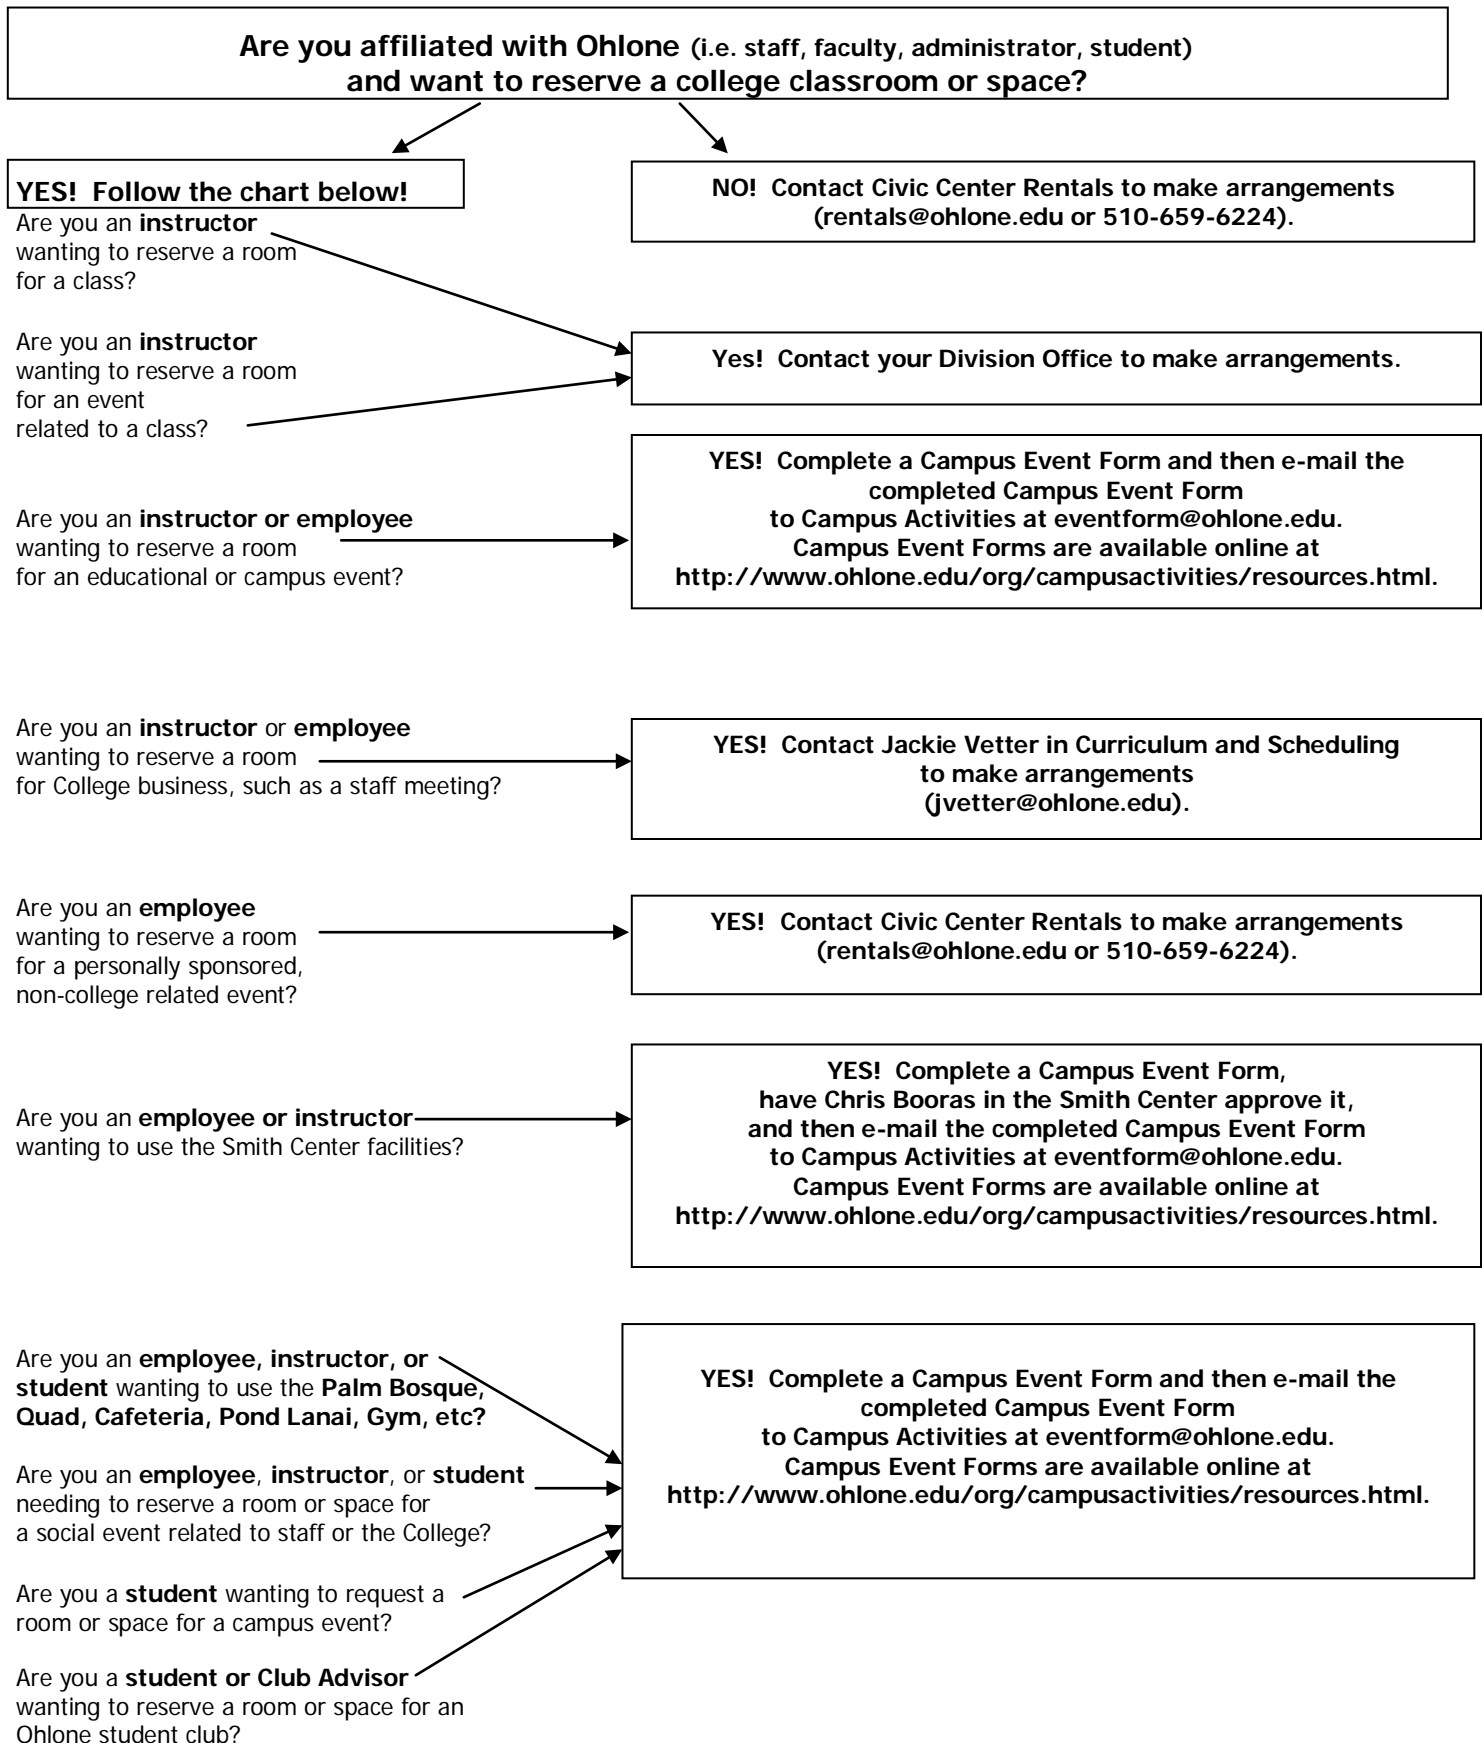 Are you affiliated with Ohlone (i.e. staff, faculty, administrator, student)
and want to reserve a college classroom or space?
YES! Follow the chart below!
NO! Contact Civic Center Rentals to make arrangements
(rentals@ohlone.edu or 510-659-6224).
Are you an instructor
wanting to reserve a room
for a class?
Are you an instructor
wanting to reserve a room
for an event
related to a class?
Yes! Contact your Division Office to make arrangements.
Are you an instructor or employee
wanting to reserve a room
for an educational or campus event?
YES! Complete a Campus Event Form and then e-mail the
completed Campus Event Form
to Campus Activities at eventform@ohlone.edu.
Campus Event Forms are available online at
http://www.ohlone.edu/org/campusactivities/resources.html.
Are you an instructor or employee
wanting to reserve a room
for College business, such as a staff meeting?
YES! Contact Jackie Vetter in Curriculum and Scheduling
to make arrangements
(jvetter@ohlone.edu).
Are you an employee
wanting to reserve a room
for a personally sponsored,
non-college related event?
YES! Contact Civic Center Rentals to make arrangements
(rentals@ohlone.edu or 510-659-6224).
Are you an employee or instructor
wanting to use the Smith Center facilities?
YES! Complete a Campus Event Form,
have Chris Booras in the Smith Center approve it,
and then e-mail the completed Campus Event Form
to Campus Activities at eventform@ohlone.edu.
Campus Event Forms are available online at
http://www.ohlone.edu/org/campusactivities/resources.html.
Are you an employee, instructor, or
student wanting to use the Palm Bosque,
Quad, Cafeteria, Pond Lanai, Gym, etc?
Are you an employee, instructor, or student
needing to reserve a room or space for
a social event related to staff or the College?
Are you a student wanting to request a
room or space for a campus event?
Are you a student or Club Advisor
wanting to reserve a room or space for an
Ohlone student club?
YES! Complete a Campus Event Form and then e-mail the
completed Campus Event Form
to Campus Activities at eventform@ohlone.edu.
Campus Event Forms are available online at
http://www.ohlone.edu/org/campusactivities/resources.html.